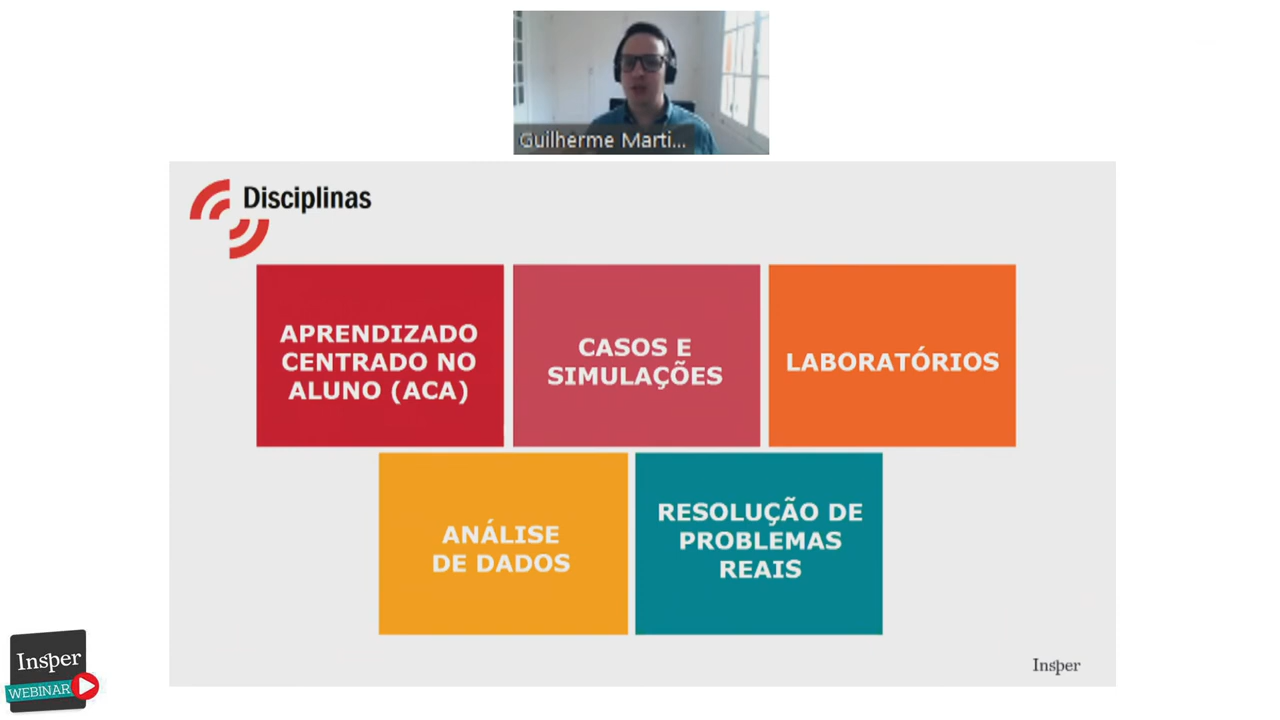 Guilherme Marti...
Disciplinas
APRENDIZADO
CENTRADO NO
ALUNO (ACA)
CASOS E
SIMULAÇÕES
LABORATÓRIOS
ANÁLISE
DE DADOS
RESOLUÇÃO DE
PROBLEMAS
REAIS
Insper
Insper
WEBINAR